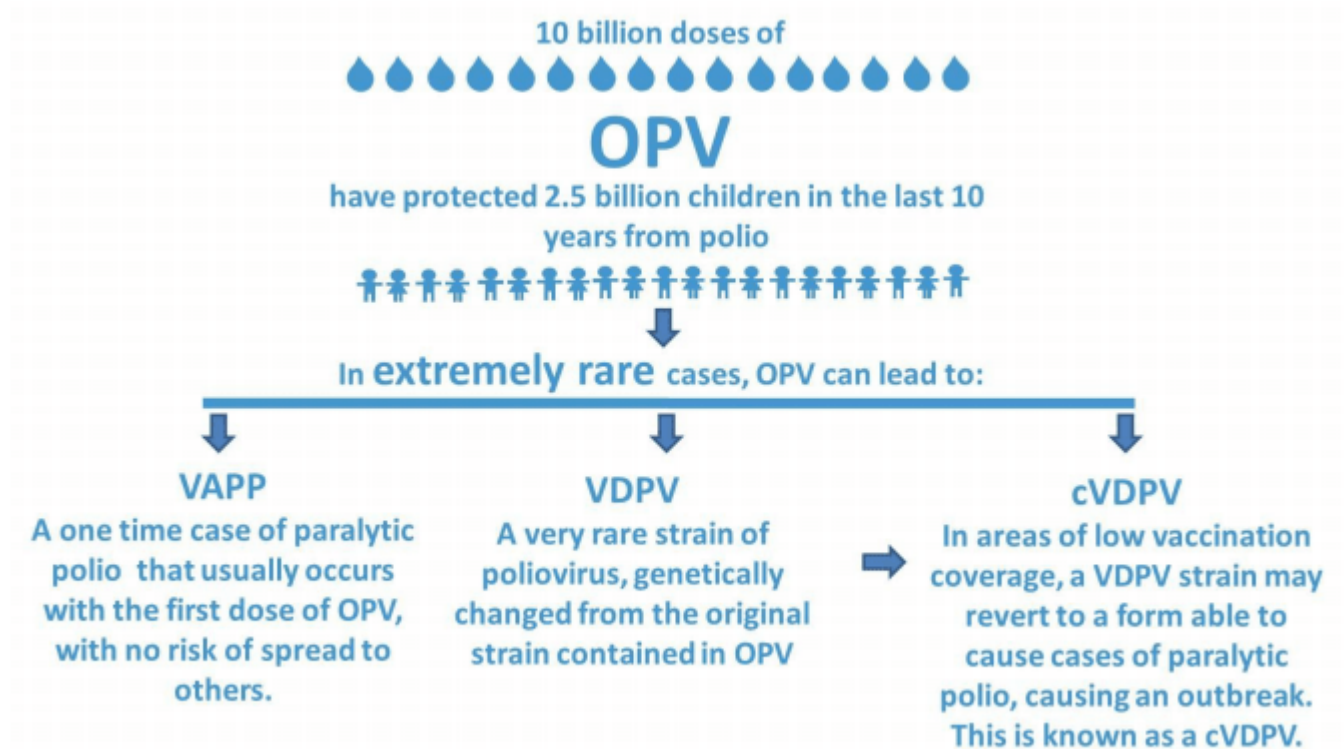 10 billion doses of
OPV
have protected 2.5 billion children in the last 10
years from polio
In extremely rare cases, OPV can lead to:
VAPP
A one time case of paralytic
polio that usually occurs
with the first dose of OPV,
with no risk of spread to
others.
VDPV
A very rare strain of
poliovirus, genetically
changed from the original
strain contained in OPV
cVDPV
In areas of low vaccination
coverage, a VDPV strain may
revert to a form able to
cause cases of paralytic
polio, causing an outbreak.
This is known as a cVDPV.